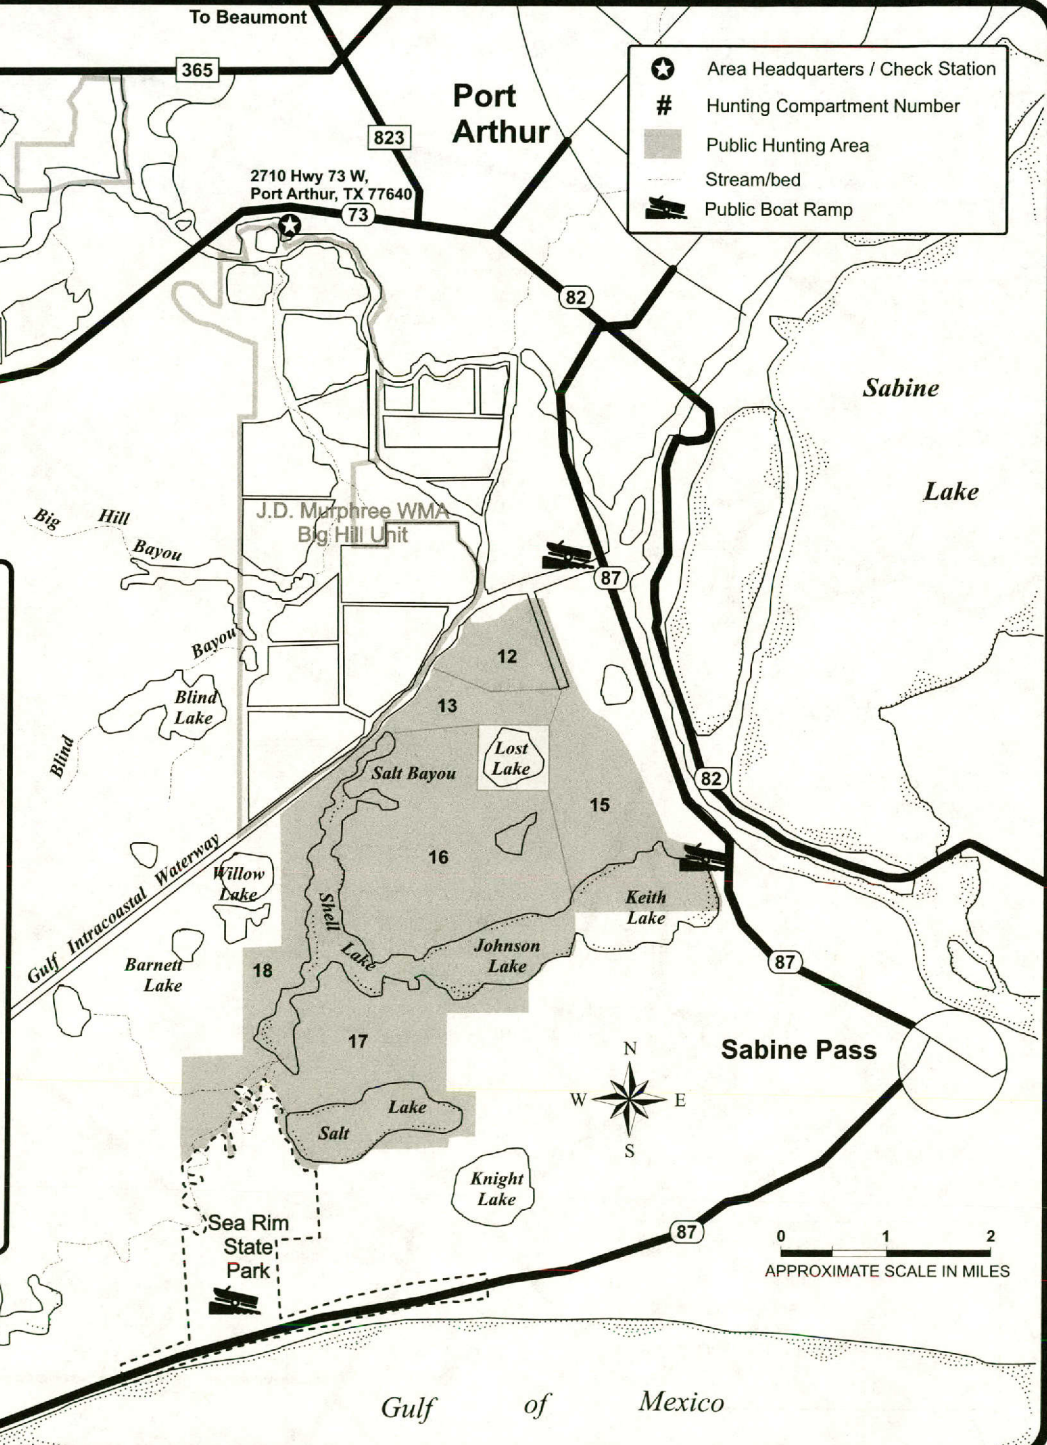 To Beaumont
365
Port
Arthur
823
Area Headquarters / Check Station
# Hunting Compartment Number
Public Hunting Area
Stream/bed
Public Boat Ramp
2710 Hwy 73 W,
Port Arthur, TX 77640
73
82
Sabine
Lake
J.D. Murphree WMA
Big Hill Unit
Big Hill
Bayou
87
Bayou
Blind
12
13
Blind
Lake
Lost
Lake
Salt Bayou
82
15
16
Gulf Intracoastal Waterway
Willow
Lake
Shell
Lake
Keith
Lake
Johnson
Lake
Barnett
Lake
18
87
17
Sabine Pass
N
W E
S
Lake
Salt
Knight
Lake
Sea Rim
State
Park
87
0 1 2
APPROXIMATE SCALE IN MILES
Gulf of Mexico